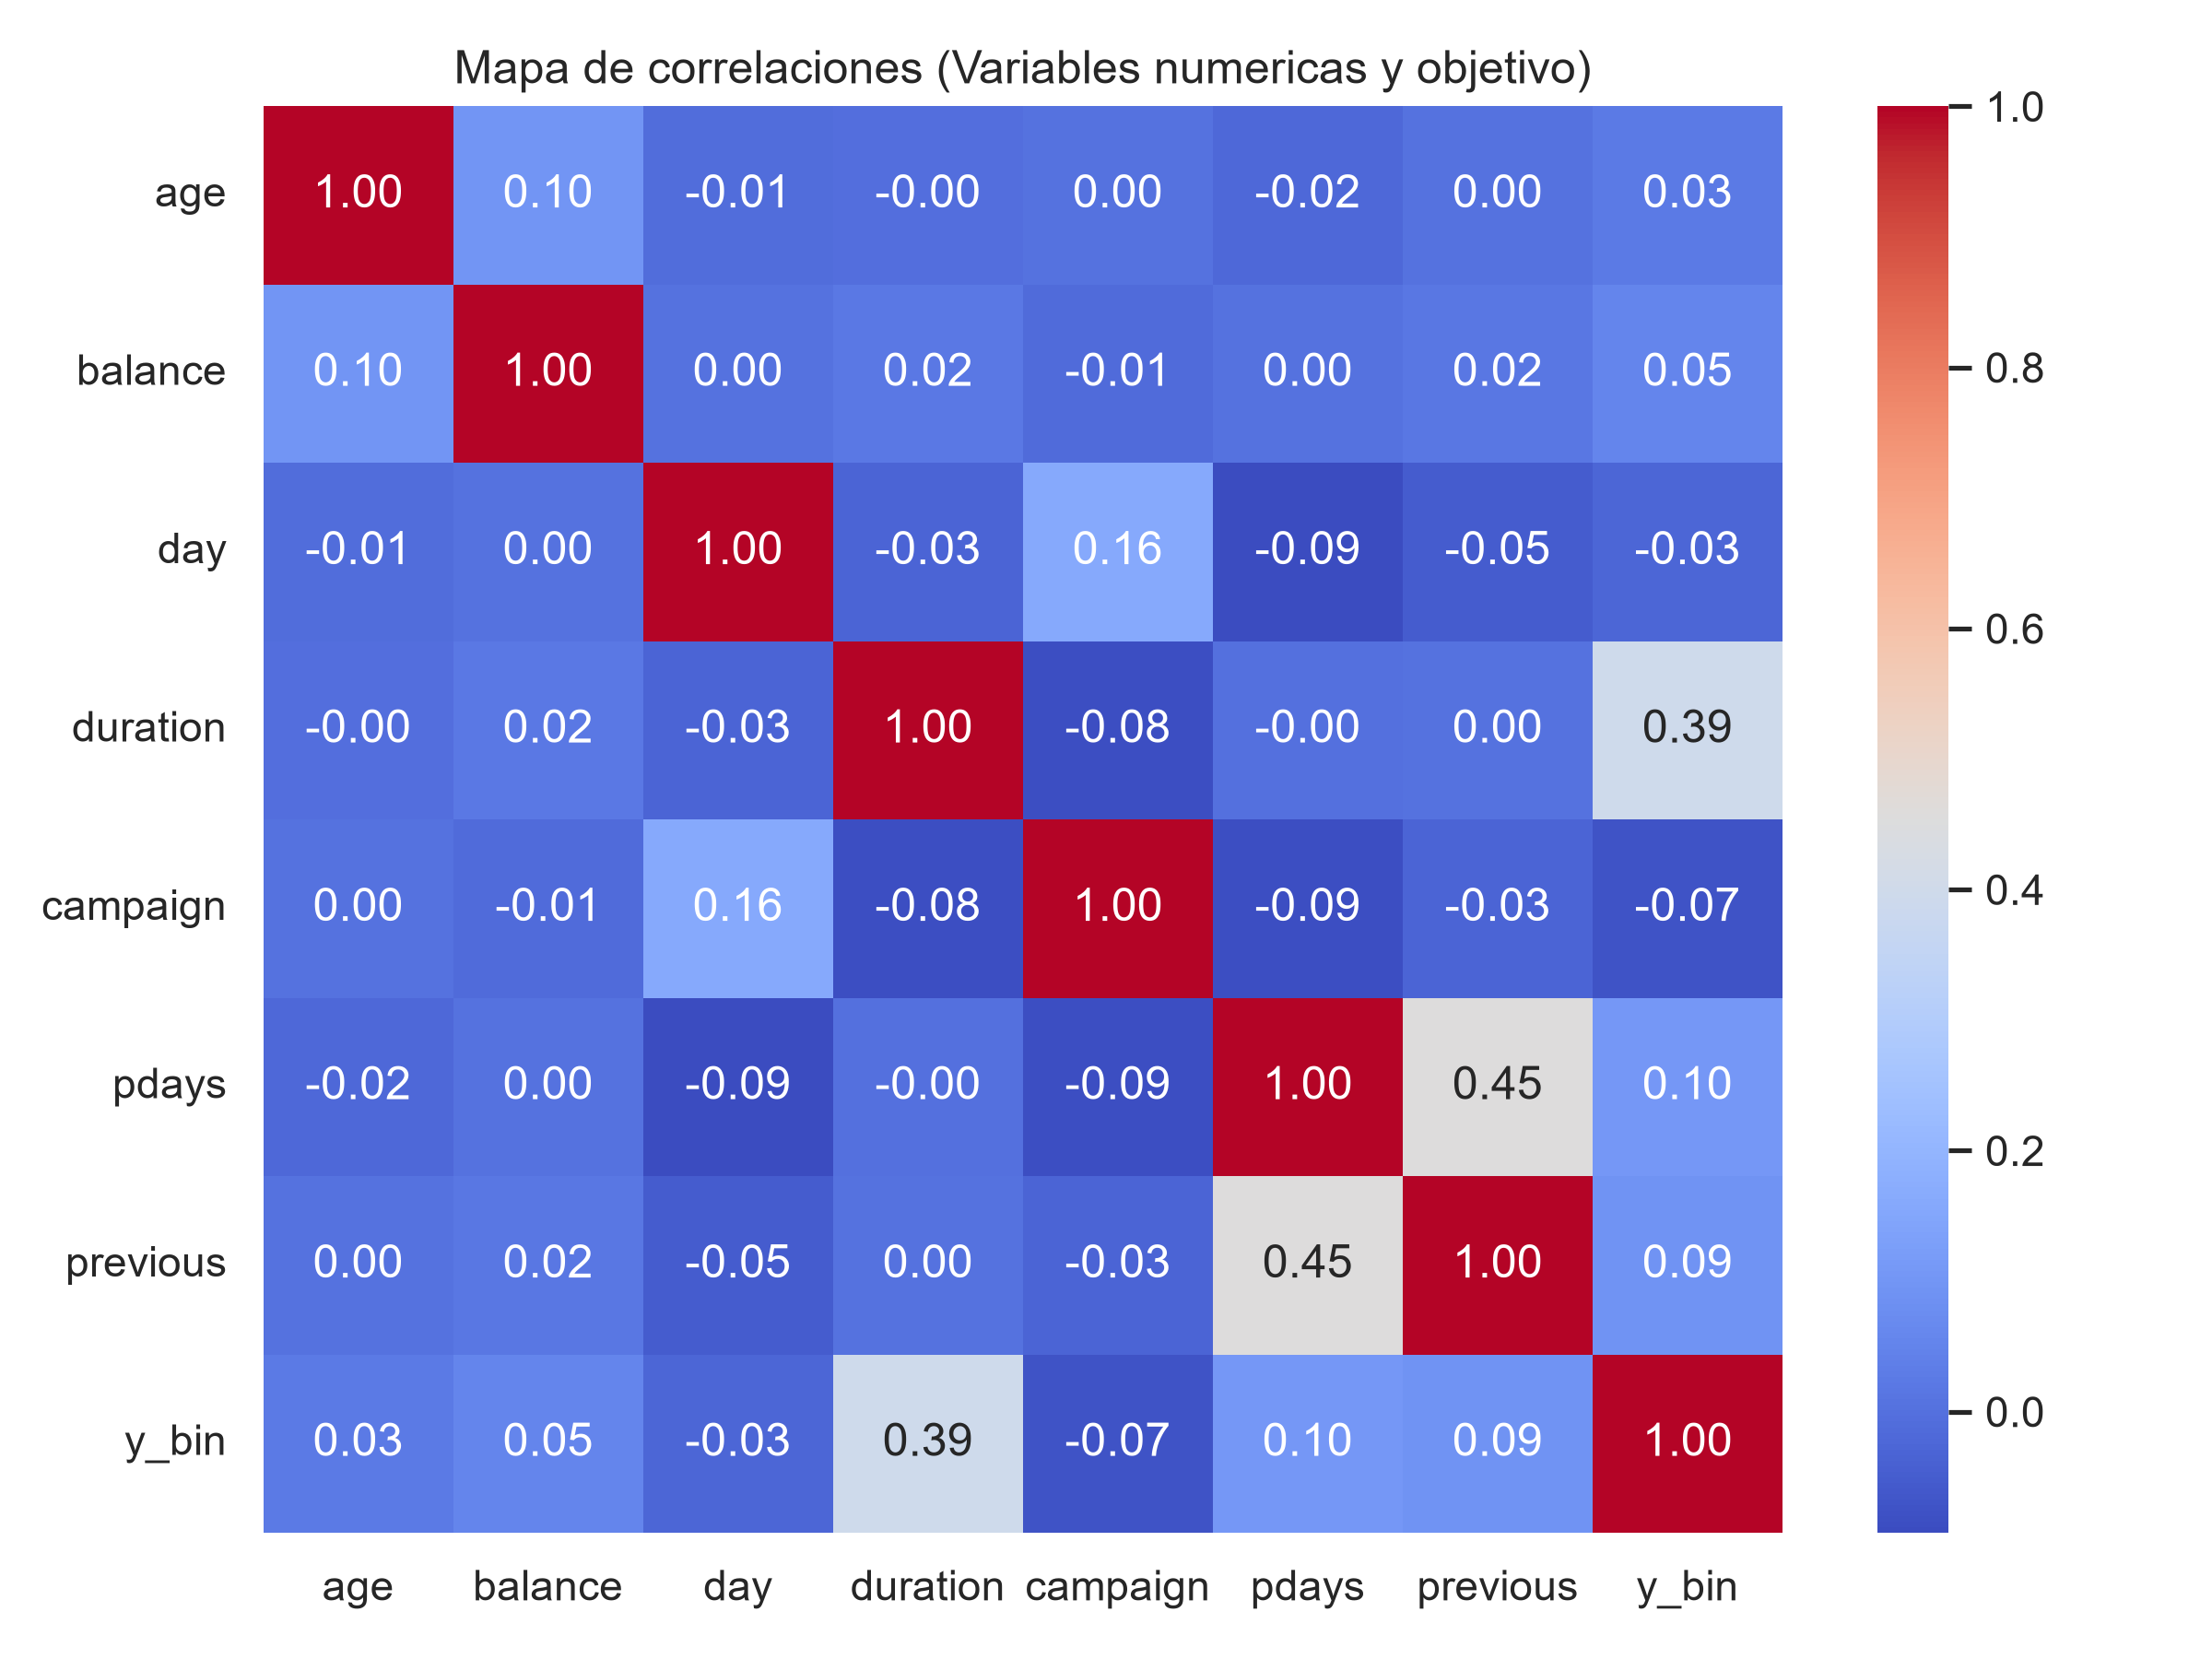 Mapa de correlaciones (Variables numericas y objetivo)
age 1.00 0.10 -0.01 -0.00 0.00 -0.02 0.00 0.03
balance 0.10 1.00 0.00 0.02 -0.01 0.00 0.02 0.05
day -0.01 0.00 1.00 -0.03 0.16 -0.09 -0.05 -0.03
duration -0.00 0.02 -0.03 1.00 -0.08 -0.00 0.00 0.39
campaign 0.00 -0.01 0.16 -0.08 1.00 -0.09 -0.03 -0.07
pdays -0.02 0.00 -0.09 -0.00 -0.09 1.00 0.45 0.10
previous 0.00 0.02 -0.05 0.00 -0.03 0.45 1.00 0.09
y_bin 0.03 0.05 -0.03 0.39 -0.07 0.10 0.09 1.00
age balance day duration campaign pdays previous y_bin
1.0
0.8
0.6
0.4
0.2
0.0